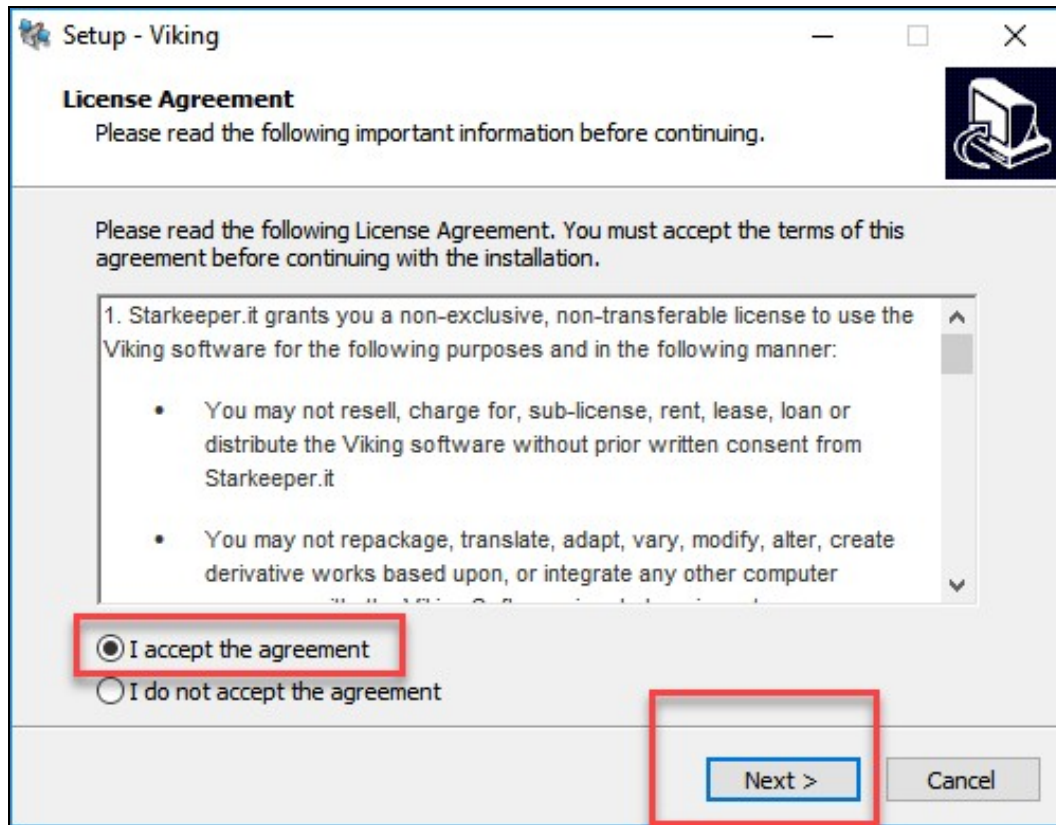 Setup - Viking
License Agreement
Please read the following important information before continuing.
Please read the following License Agreement. You must accept the terms of this
agreement before continuing with the installation.
1. Starkeeper.it grants you a non-exclusive, non-transferable license to use the
Viking software for the following purposes and in the following manner:
• You may not resell, charge for, sub-license, rent, lease, loan or
distribute the Viking software without prior written consent from
Starkeeper.it
• You may not repackage, translate, adapt, vary, modify, alter, create
derivative works based upon, or integrate any other computer
I accept the agreement
I do not accept the agreement
Next >
Cancel